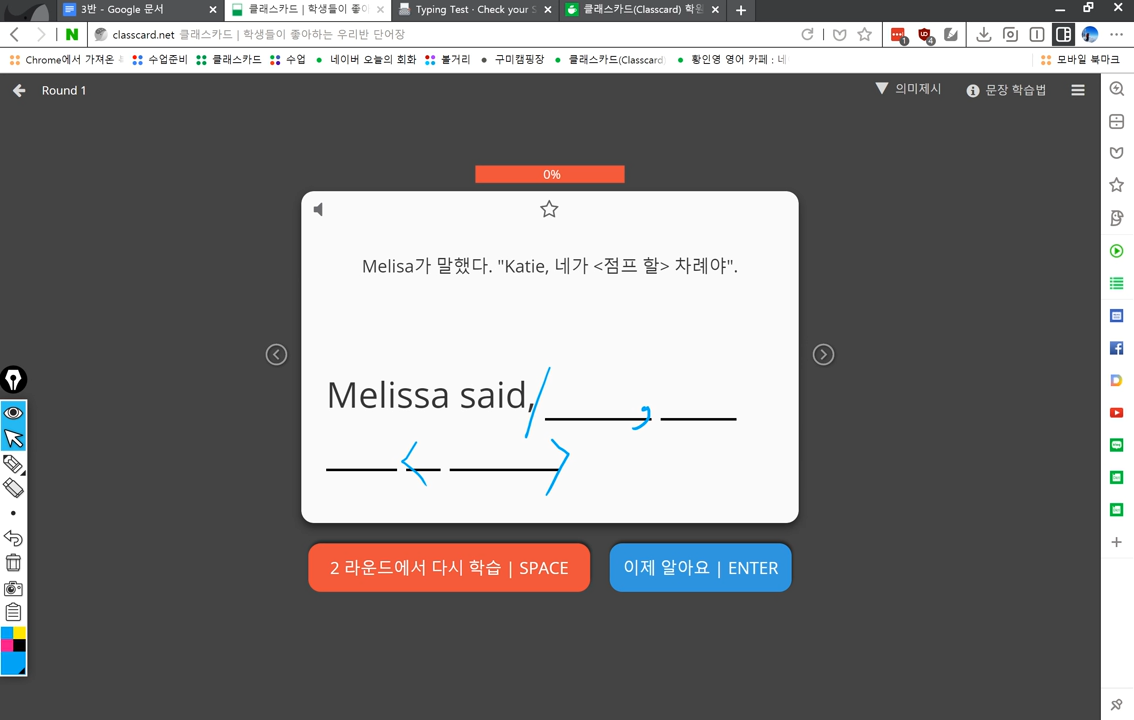 3반 - Google 문서
클래스카드 | 학생들이 좋아
Typing Test · Check your S
클래스카드(Classcard) 학원
classcard.net 클래스카드 | 학생들이 좋아하는 우리반 단어장
Chrome에서 가져온
수업준비
클래스카드
수업
네이버 오늘의 회화
볼거리
구미캠핑장
클래스카드(Classcard
황인영 영어 카페 : 네
모바일 북마크
Round 1
의미제시
문장 학습법
0%
Melisa가 말했다. "Katie, 네가 <점프 할> 차례야".
Melissa said,
2 라운드에서 다시 학습 | SPACE
이제 알아요 | ENTER